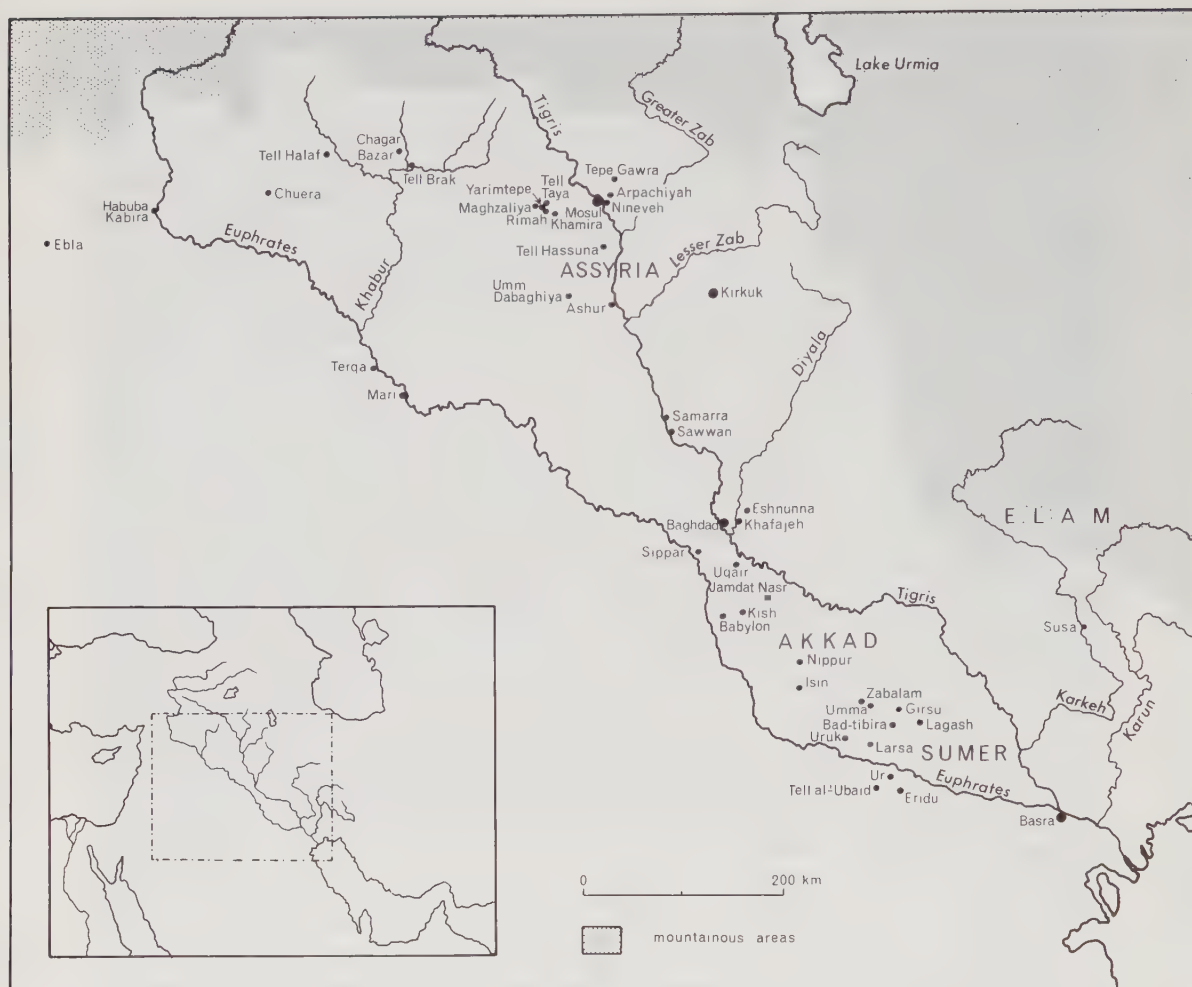 Lake Urmia
Greater Zab
Tigris
Chagar
Bazar
Tell Halaf
Tell Brak
Tepe Gawra
Tell
Taya
Yarimtepe
Arpachiyah
Chuera
Maghzaliya
Mosul
Nineveh
Habuba
Kabira
Rimah
Khamira
Euphrates
Ebla
Tell Hassuna
Lesser Zab
ASSYRIA
Khabur
Umm
Dabaghiya
Ashur
Kirkuk
Diyala
Terqa
Mari
Samarra
Sawwan
Eshnunna
ELAM
Baghdad
Khafajeh
Sippar
Uqair
Jamdat Nasr
Tigris
Kish
Babylon
Susa
AKKAD
Nippur
Isin
Zabalam
Umma
Girsu
Karkeh
Karun
Bad-tibira
Lagash
Uruk
Larsa
SUMER
Ur
Euphrates
Tell al-'Ubaid
Eridu
Basra
0 200 km
mountainous areas